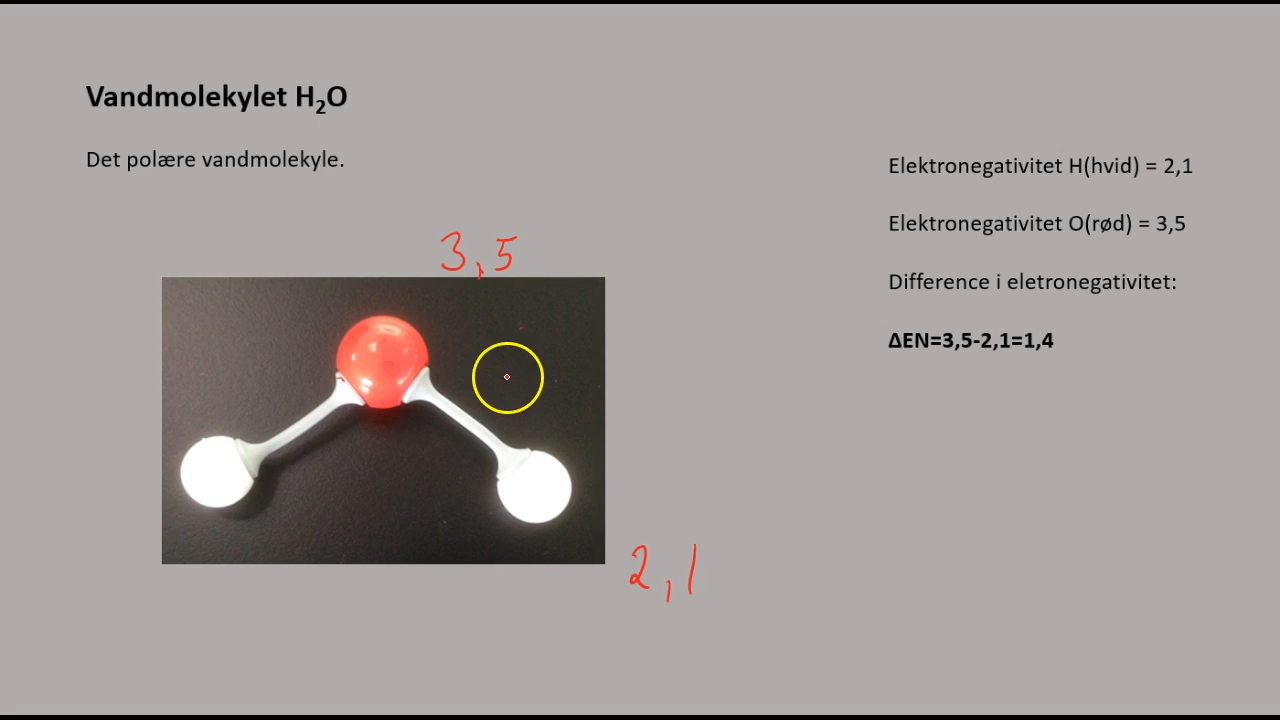 Vandmolekylet H₂O
Det polære vandmolekyle.
3,5
2,1
Elektronegativitet H(hvid) = 2,1
Elektronegativitet O(rød) = 3,5
Difference i eletronegativitet:
ΔEN=3,5-2,1=1,4